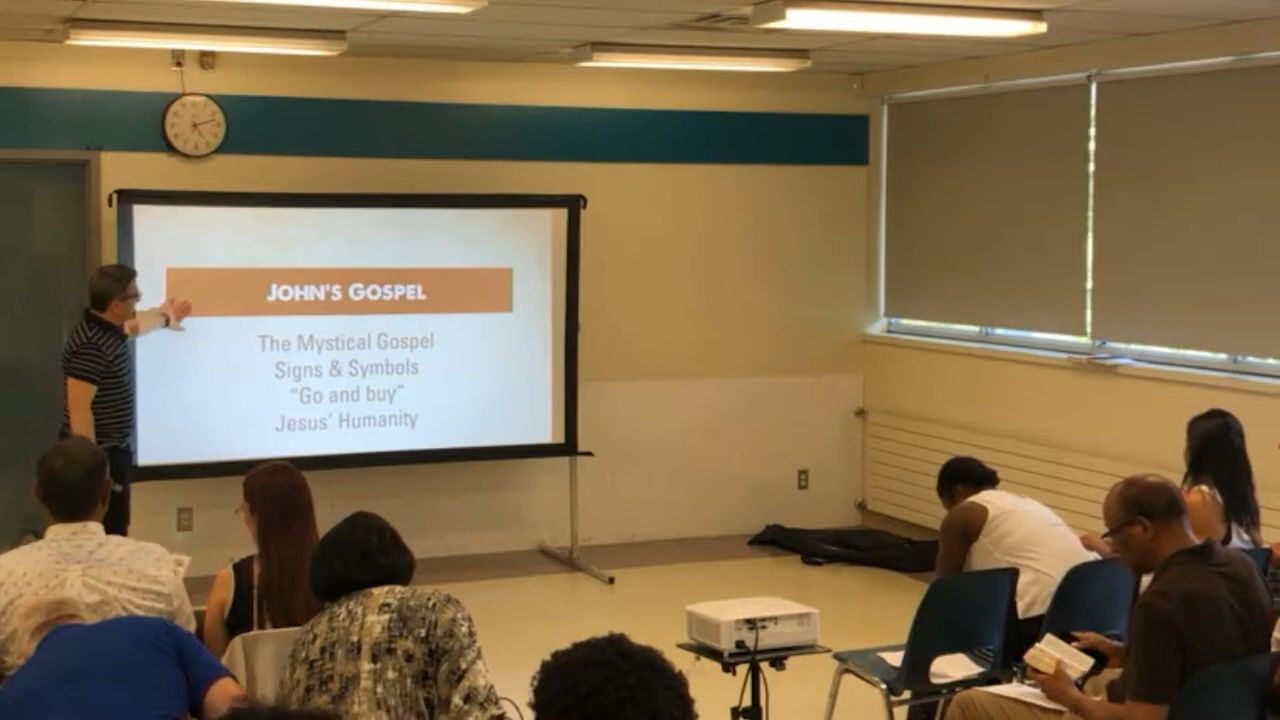 JOHN'S GOSPEL
The Mystical Gospel
Signs & Symbols
“Go and buy”
Jesus’ Humanity